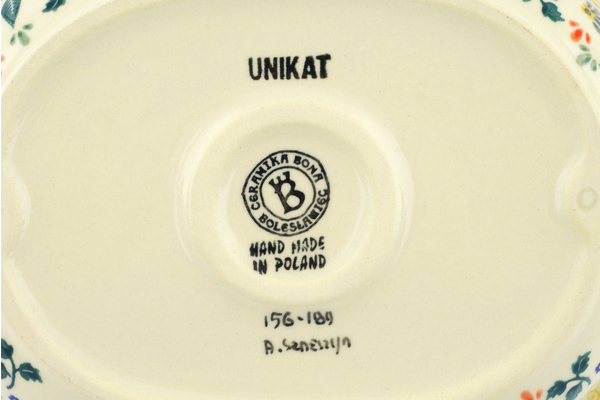 UNIKAT
CERAMIKA BONA
B
BOLESŁAWIEC
HAND MADE
IN POLAND
156-189
A.